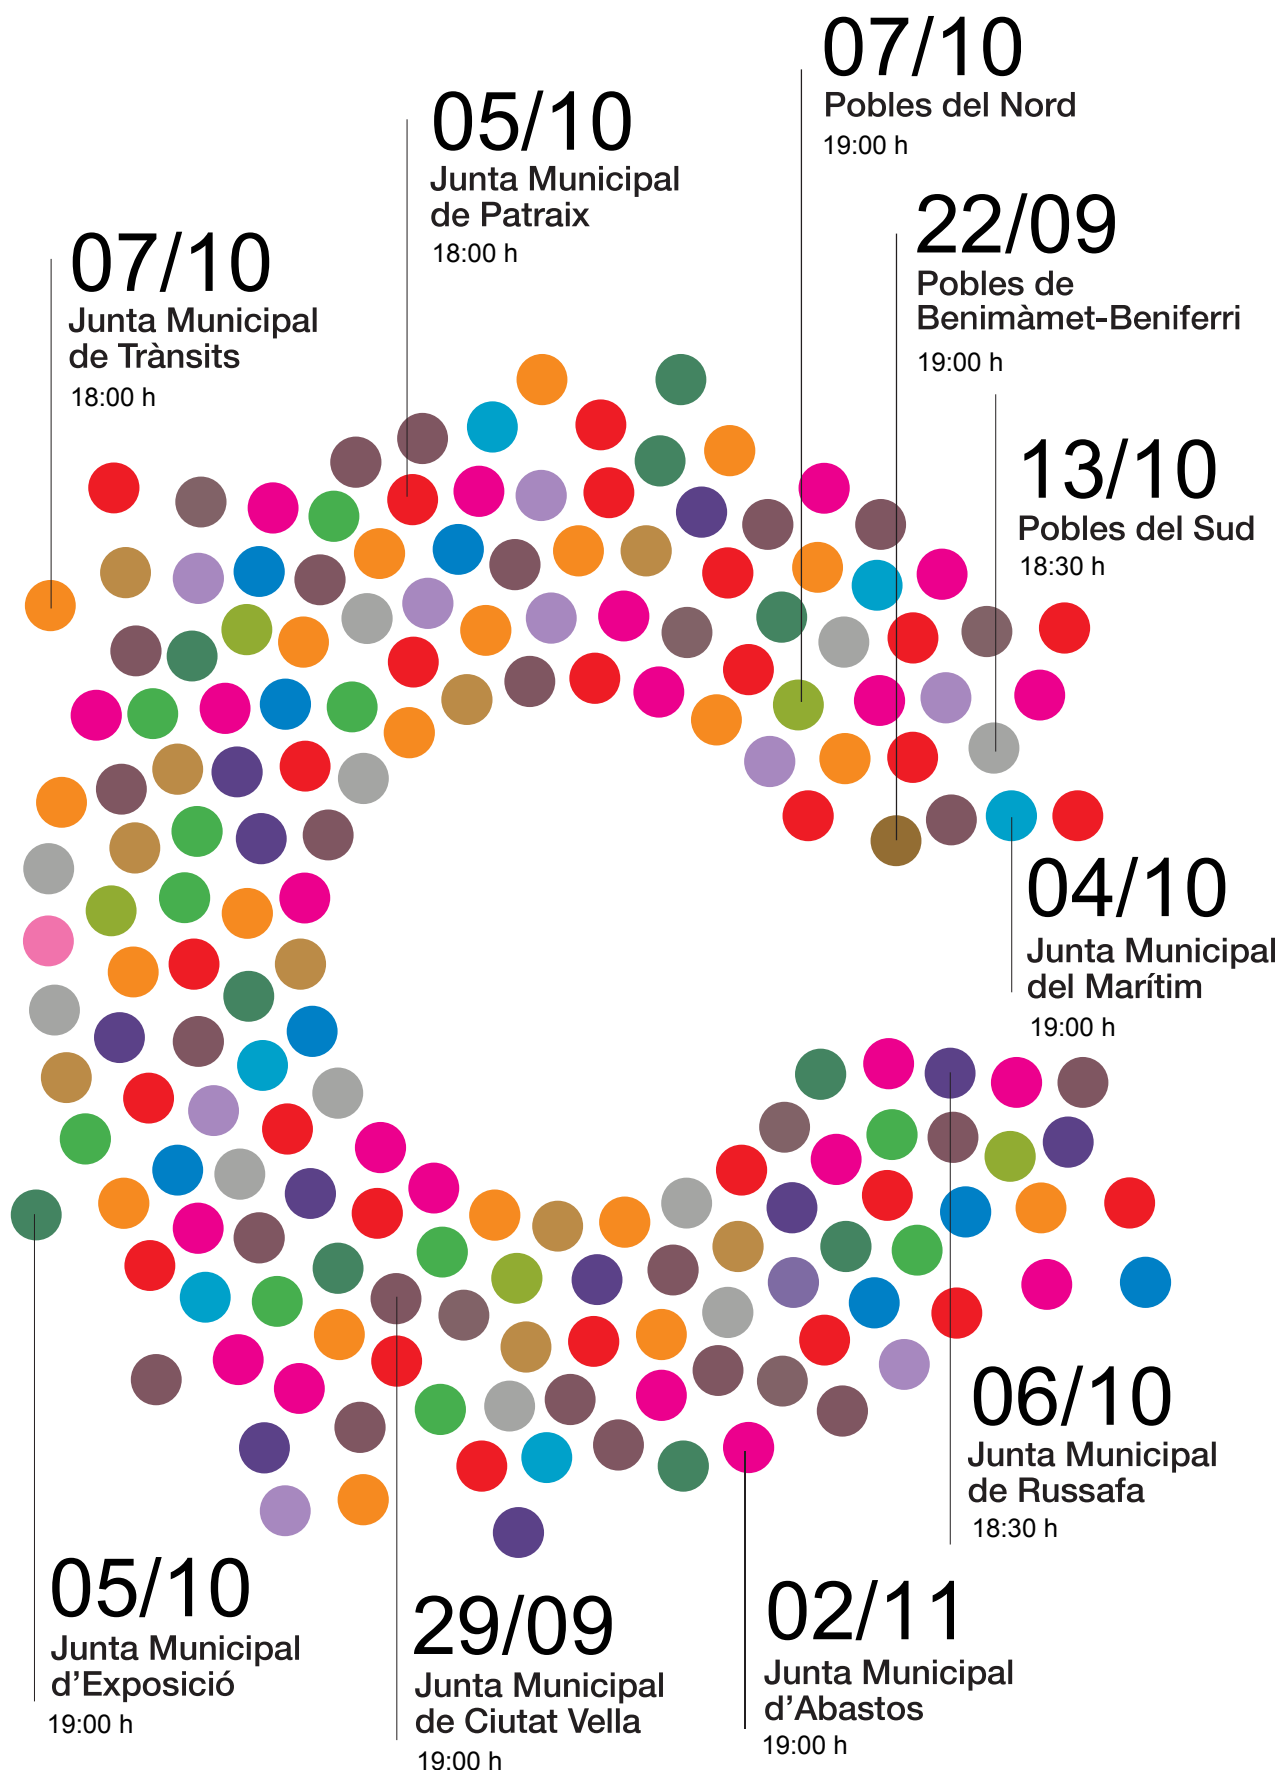 07/10
Pobles del Nord
19:00 h
05/10
Junta Municipal
de Patraix
18:00 h
22/09
Pobles de
Benimàmet-Beniferri
19:00 h
07/10
Junta Municipal
de Trànsits
18:00 h
13/10
Pobles del Sud
18:30 h
04/10
Junta Municipal
del Marítim
19:00 h
06/10
Junta Municipal
de Russafa
18:30 h
05/10
Junta Municipal
d’Exposició
19:00 h
29/09
Junta Municipal
de Ciutat Vella
19:00 h
02/11
Junta Municipal
d’Abastos
19:00 h